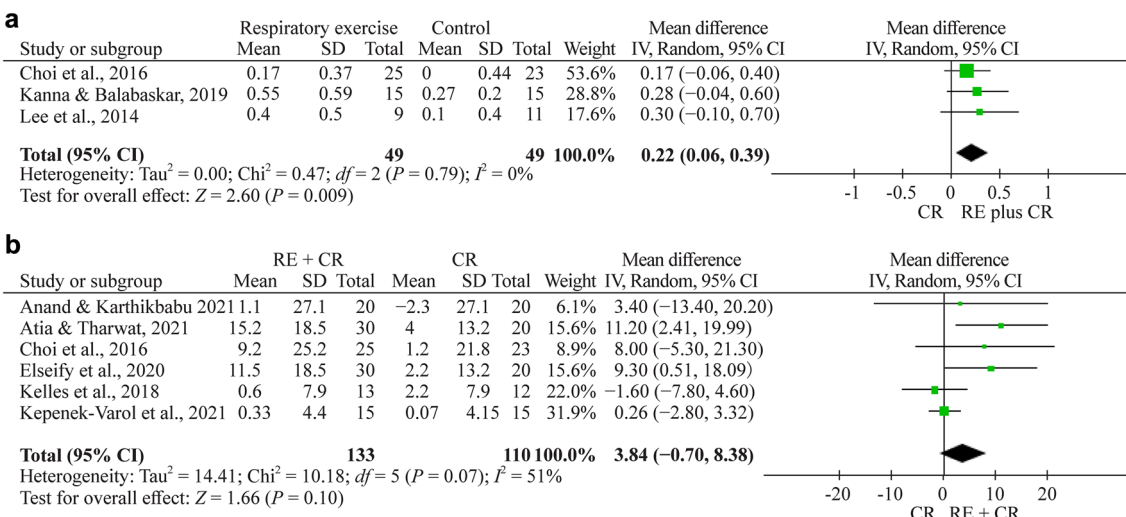 a
Respiratory exercise Control Mean difference Mean difference
Study or subgroup Mean SD Total Mean SD Total Weight IV, Random, 95% CI IV, Random, 95% CI
Choi et al., 2016 0.17 0.37 25 0 0.44 23 53.6% 0.17 (−0.06, 0.40)
Kanna & Balabaskar, 2019 0.55 0.59 15 0.27 0.2 15 28.8% 0.28 (−0.04, 0.60)
Lee et al., 2014 0.4 0.5 9 0.1 0.4 11 17.6% 0.30 (−0.10, 0.70)
Total (95% CI) 49 49 100.0% 0.22 (0.06, 0.39)
Heterogeneity: Tau² = 0.00; Chi² = 0.47; df = 2 (P = 0.79); I² = 0%
Test for overall effect: Z = 2.60 (P = 0.009)
-1 -0.5 0 0.5 1
CR RE plus CR
b
RE + CR CR Mean difference Mean difference
Study or subgroup Mean SD Total Mean SD Total Weight IV, Random, 95% CI IV, Random, 95% CI
Anand & Karthikbabu 2021 1.1 27.1 20 −2.3 27.1 20 6.1% 3.40 (−13.40, 20.20)
Atia & Tharwat, 2021 15.2 18.5 30 4 13.2 20 15.6% 11.20 (2.41, 19.99)
Choi et al., 2016 9.2 25.2 25 1.2 21.8 23 8.9% 8.00 (−5.30, 21.30)
Elseify et al., 2020 11.5 18.5 30 2.2 13.2 20 15.6% 9.30 (0.51, 18.09)
Kelles et al., 2018 0.6 7.9 13 2.2 7.9 12 22.0% −1.60 (−7.80, 4.60)
Kepenek-Varol et al., 2021 0.33 4.4 15 0.07 4.15 15 31.9% 0.26 (−2.80, 3.32)
Total (95% CI) 133 110 100.0% 3.84 (−0.70, 8.38)
Heterogeneity: Tau² = 14.41; Chi² = 10.18; df = 5 (P = 0.07); I² = 51%
Test for overall effect: Z = 1.66 (P = 0.10)
-20 -10 0 10 20
CR RE + CR